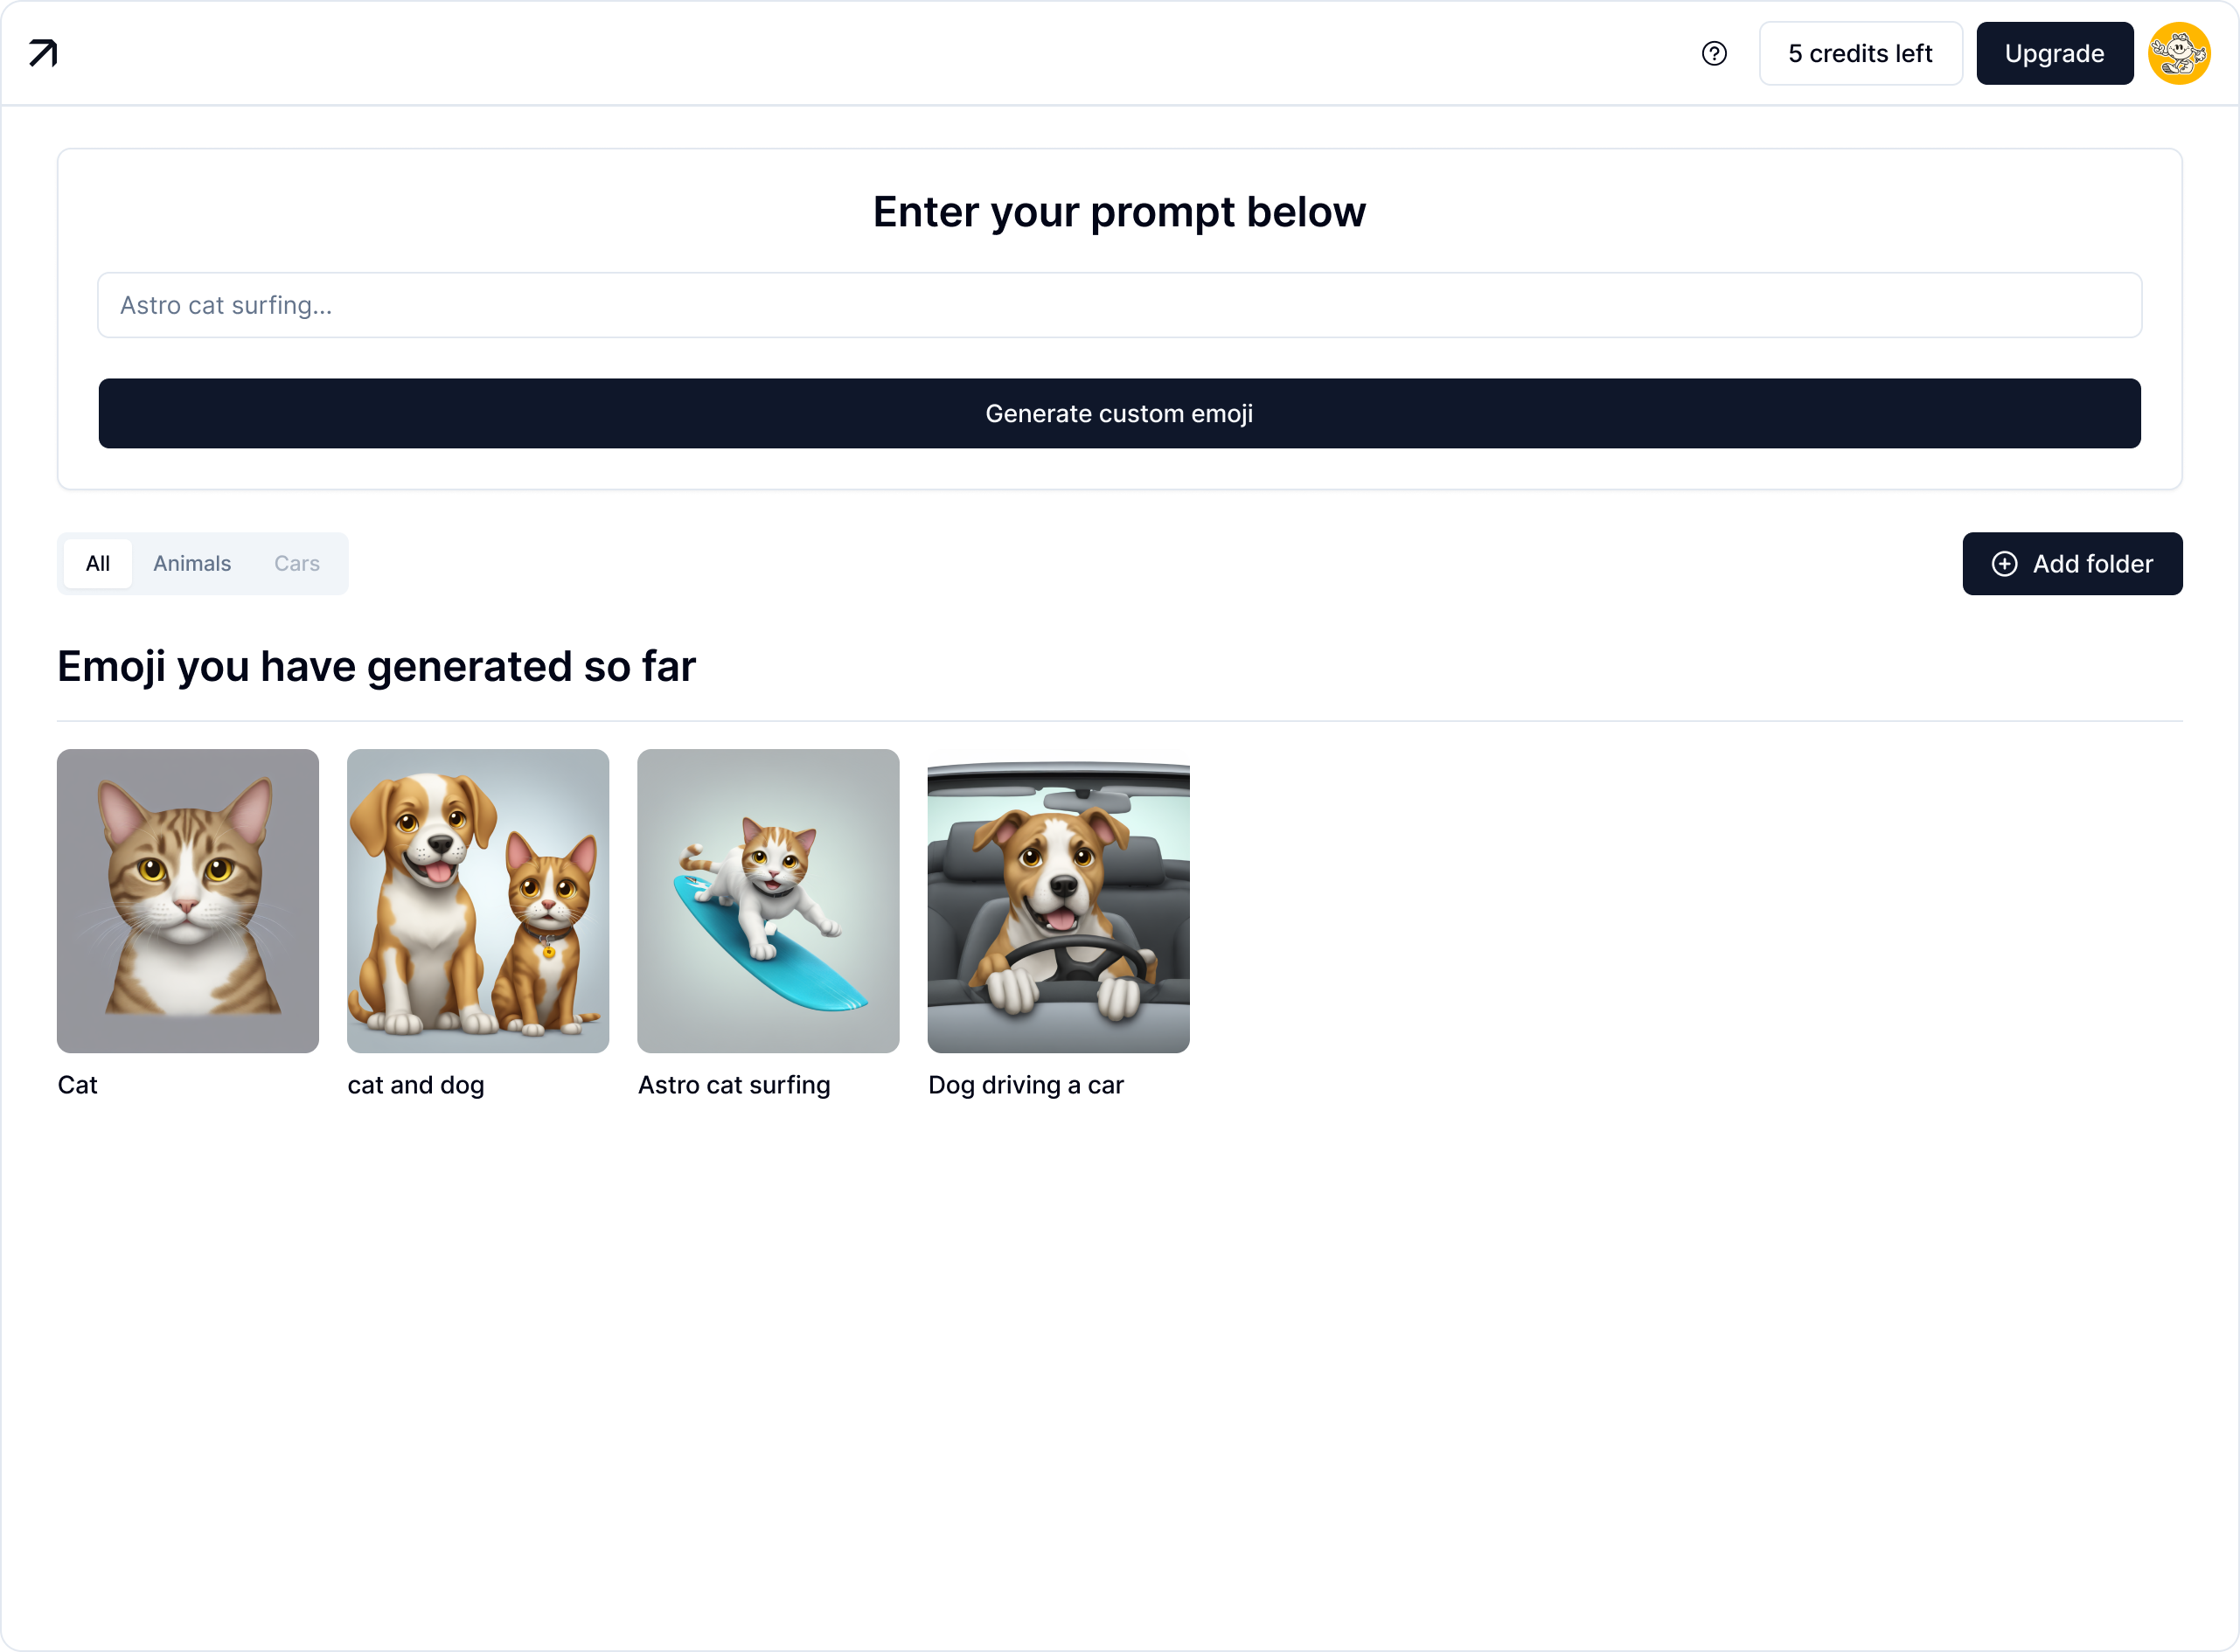 5 credits left
Upgrade
Enter your prompt below
Astro cat surfing...
Generate custom emoji
All
Animals
Cars
Add folder
Emoji you have generated so far
Cat
cat and dog
Astro cat surfing
Dog driving a car